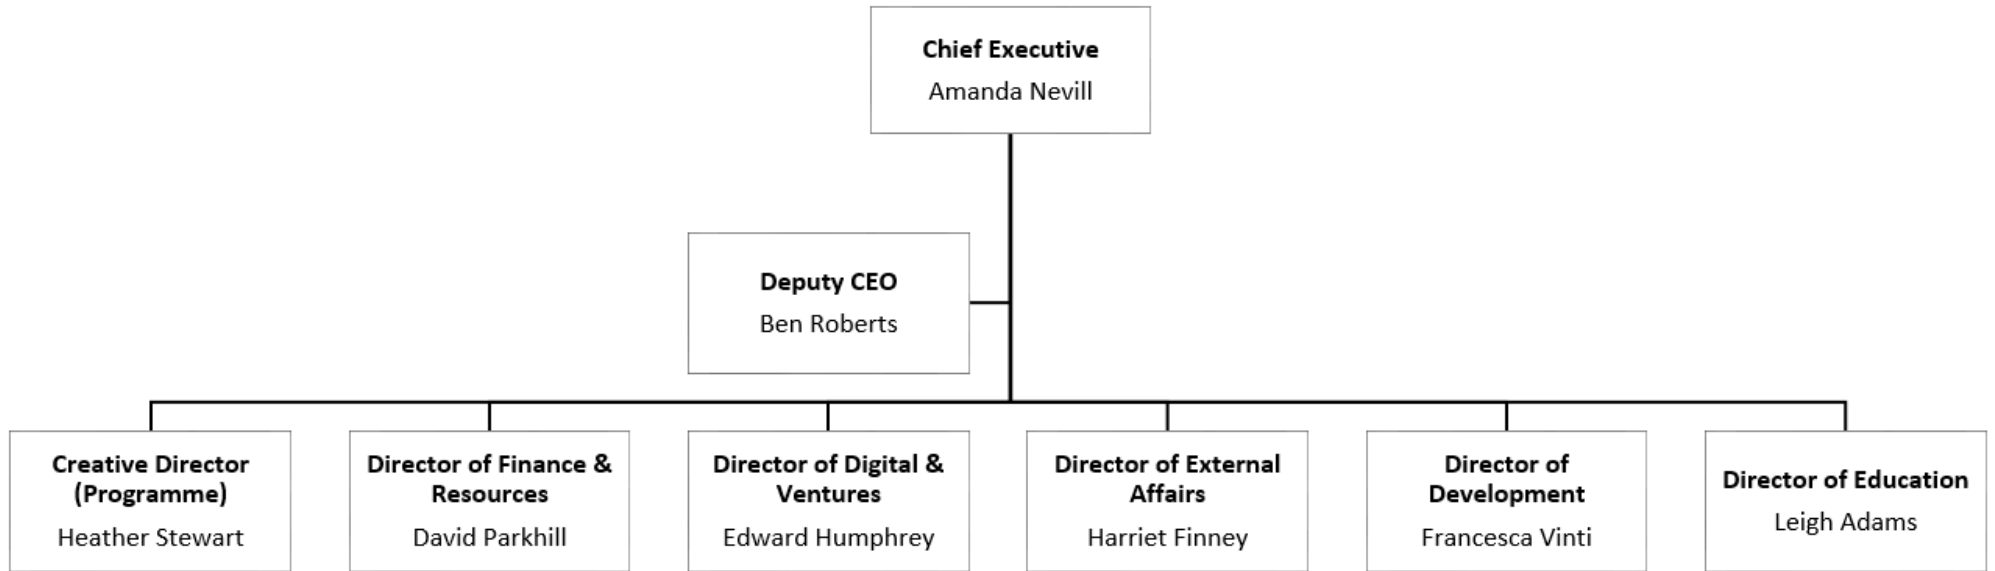 Chief Executive
Amanda Nevill
Deputy CEO
Ben Roberts
Creative Director
(Programme)
Heather Stewart
Director of Finance &
Resources
David Parkhill
Director of Digital &
Ventures
Edward Humphrey
Director of External
Affairs
Harriet Finney
Director of
Development
Francesca Vinti
Director of Education
Leigh Adams